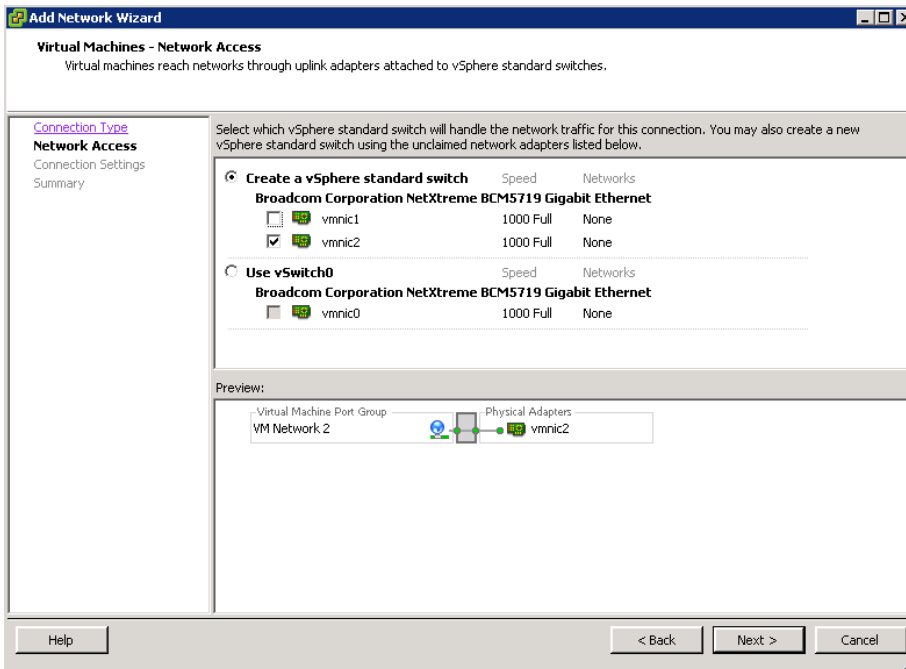 Add Network Wizard
Virtual Machines - Network Access
Virtual machines reach networks through uplink adapters attached to vSphere standard switches.
Connection Type
Network Access
Connection Settings
Summary
Select which vSphere standard switch will handle the network traffic for this connection. You may also create a new
vSphere standard switch using the unclaimed network adapters listed below.
Create a vSphere standard switch Speed Networks
Broadcom Corporation NetXtreme BCM5719 Gigabit Ethernet
vmnic1 1000 Full None
vmnic2 1000 Full None
Use vSwitch0 Speed Networks
Broadcom Corporation NetXtreme BCM5719 Gigabit Ethernet
vmnic0 1000 Full None
Preview:
Virtual Machine Port Group Physical Adapters
VM Network 2 vmnic2
Help < Back Next > Cancel